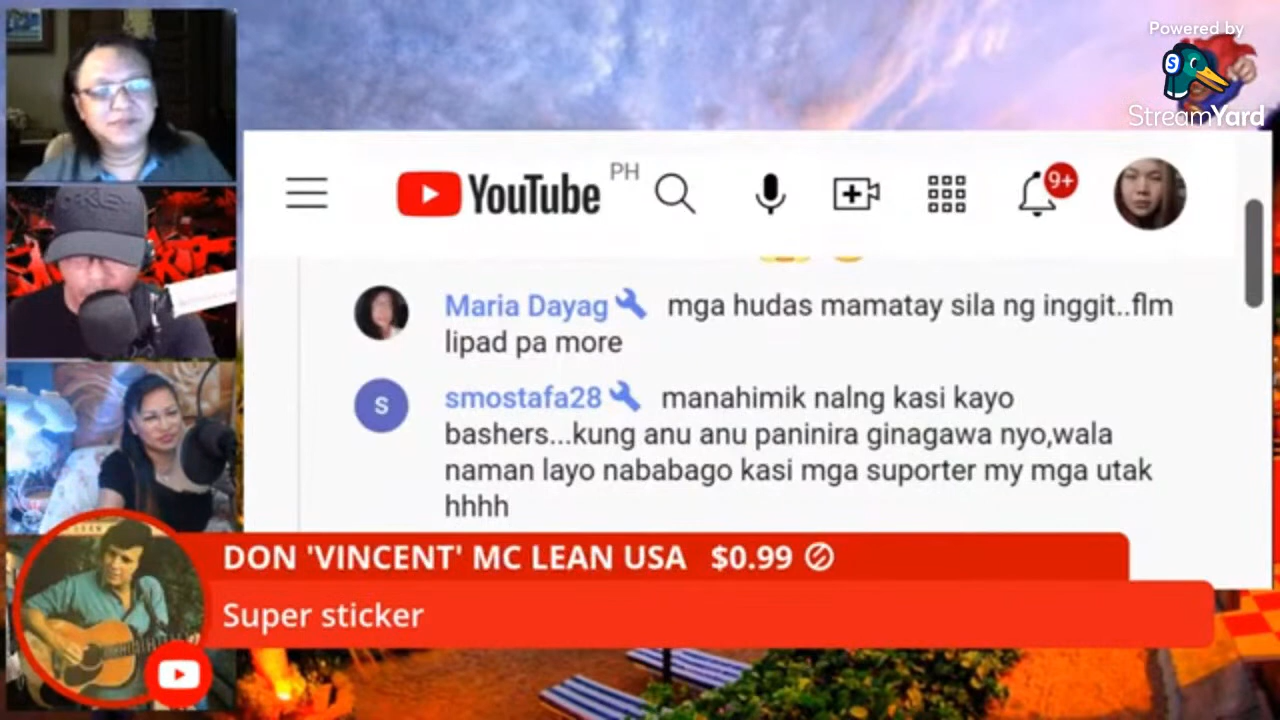 Powered by
StreamYard
YouTube PH
9+
Maria Dayag mga hudas mamatay sila ng inggit..flm
lipad pa more
S
smostafa28 manahimik nalng kasi kayo
bashers...kung anu anu paninira ginagawa nyo,wala
naman layo nababago kasi mga suporter my mga utak
hhhh
DON 'VINCENT' MC LEAN USA $0.99
Super sticker